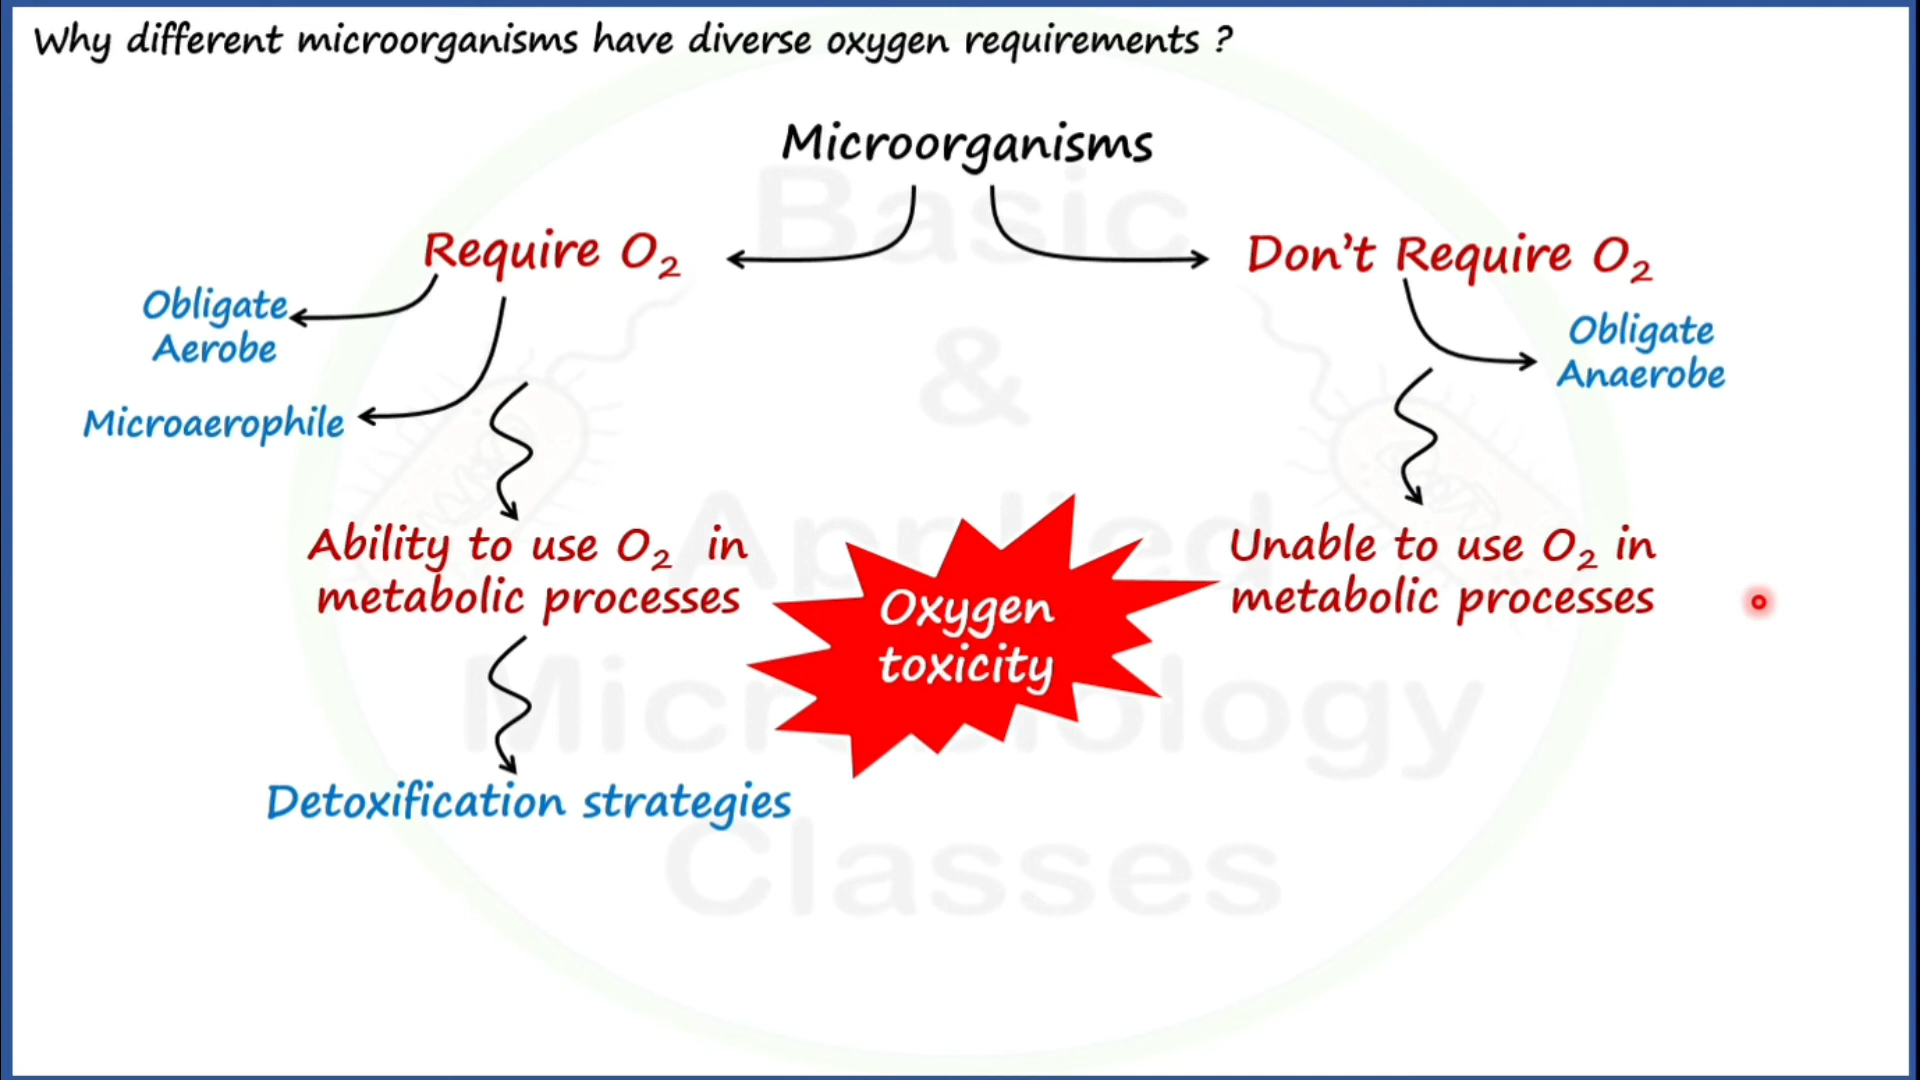 Why different microorganisms have diverse oxygen requirements ?
Microorganisms
Require O₂
Don't Require O₂
Obligate
Aerobe
Obligate
Anaerobe
Microaerophile
Ability to use O₂ in
metabolic processes
Unable to use O₂ in
metabolic processes
Oxygen
toxicity
Detoxification strategies
Basic
&
Applied
Microbiology
Classes